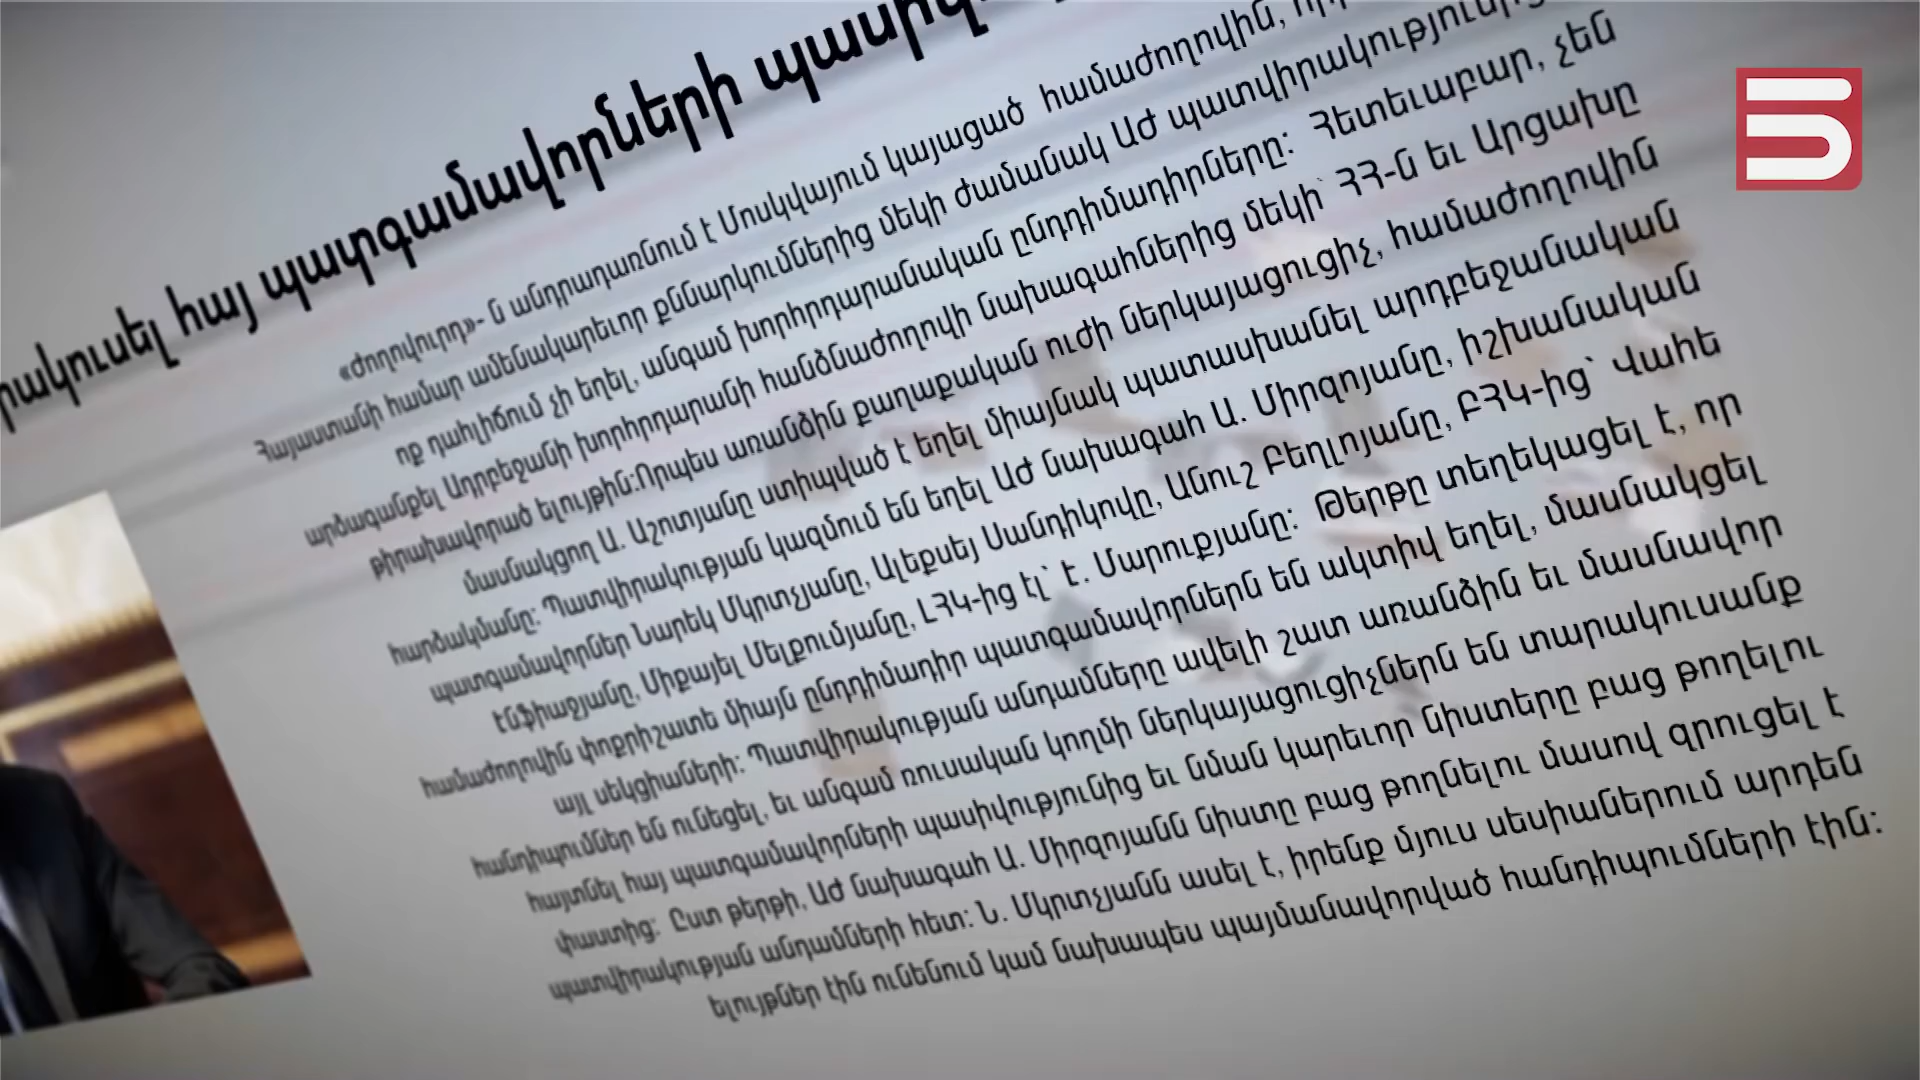 հայ պատգամավորների
«Ժողովուրդ»- ն անդրադառնում է Մոսկվայում կայացած համաժողովին,
Հայաստանի համար ամենակարեւոր քննարկումներից մեկի ժամանակ ԱԺ
ոք դահլիճում չի եղել, անգամ խորհրդարանական ընդդիմադիրները: Հետեւաբար, չեն
արձագանքել Ադրբեջանի խորհրդարանի հանձնաժողովի նախագահներից մեկի՝ ՀՀ-ն եւ Արցախը
թիրախավորած ելույթին:Որպես առանձին քաղաքական ուժի ներկայացուցիչ, համաժողովին
մասնակցող Ա. Աշոտյանը ստիպված է եղել միայնակ պատասխանել արդբեջանական
հարձակմանը: Պատվիրակության կազմում են եղել ԱԺ նախագահ Ա. Միրզոյանը, իշխանական
պատգամավորներ Նարեկ Մկրտչյանը, Ալեքսեյ Սանդիկովը, Անուշ Բեղլոյանը, ԲՀԿ-ից՝ Վահե
Էնֆիաջյանը, Միքայել Մելքումյանը, ԼՀԿ-ից էլ՝ Է. Մարուքյանը: Թերթը տեղեկացել է, որ
համաժողովին փոքրիշատե միայն ընդդիմադիր պատգամավորներն են ակտիվ եղել, մասնակցել
այլ սեկցիաների: Պատվիրակության անդամները ավելի շատ առանձին եւ մասնավոր
հանդիպումներ են ունեցել, եւ անգամ ռուսական կողմի ներկայացուցիչներն են տարակուսանք
հայտնել հայ պատգամավորների պասիվությունից եւ նման կարեւոր նիստերը բաց թողելու
փաստից: Ըստ թերթի, ԱԺ նախագահ Ա. Միրզոյանն նիստը բաց թողնելու մասով զրուցել է
պատվիրակության անդամների հետ: Ն. Մկրտչյանն ասել է, իրենք մյուս սեսիաներում արդեն
ելույթներ էին ունենում կամ նախապես պայմանավորված հանդիպումների էին:
5